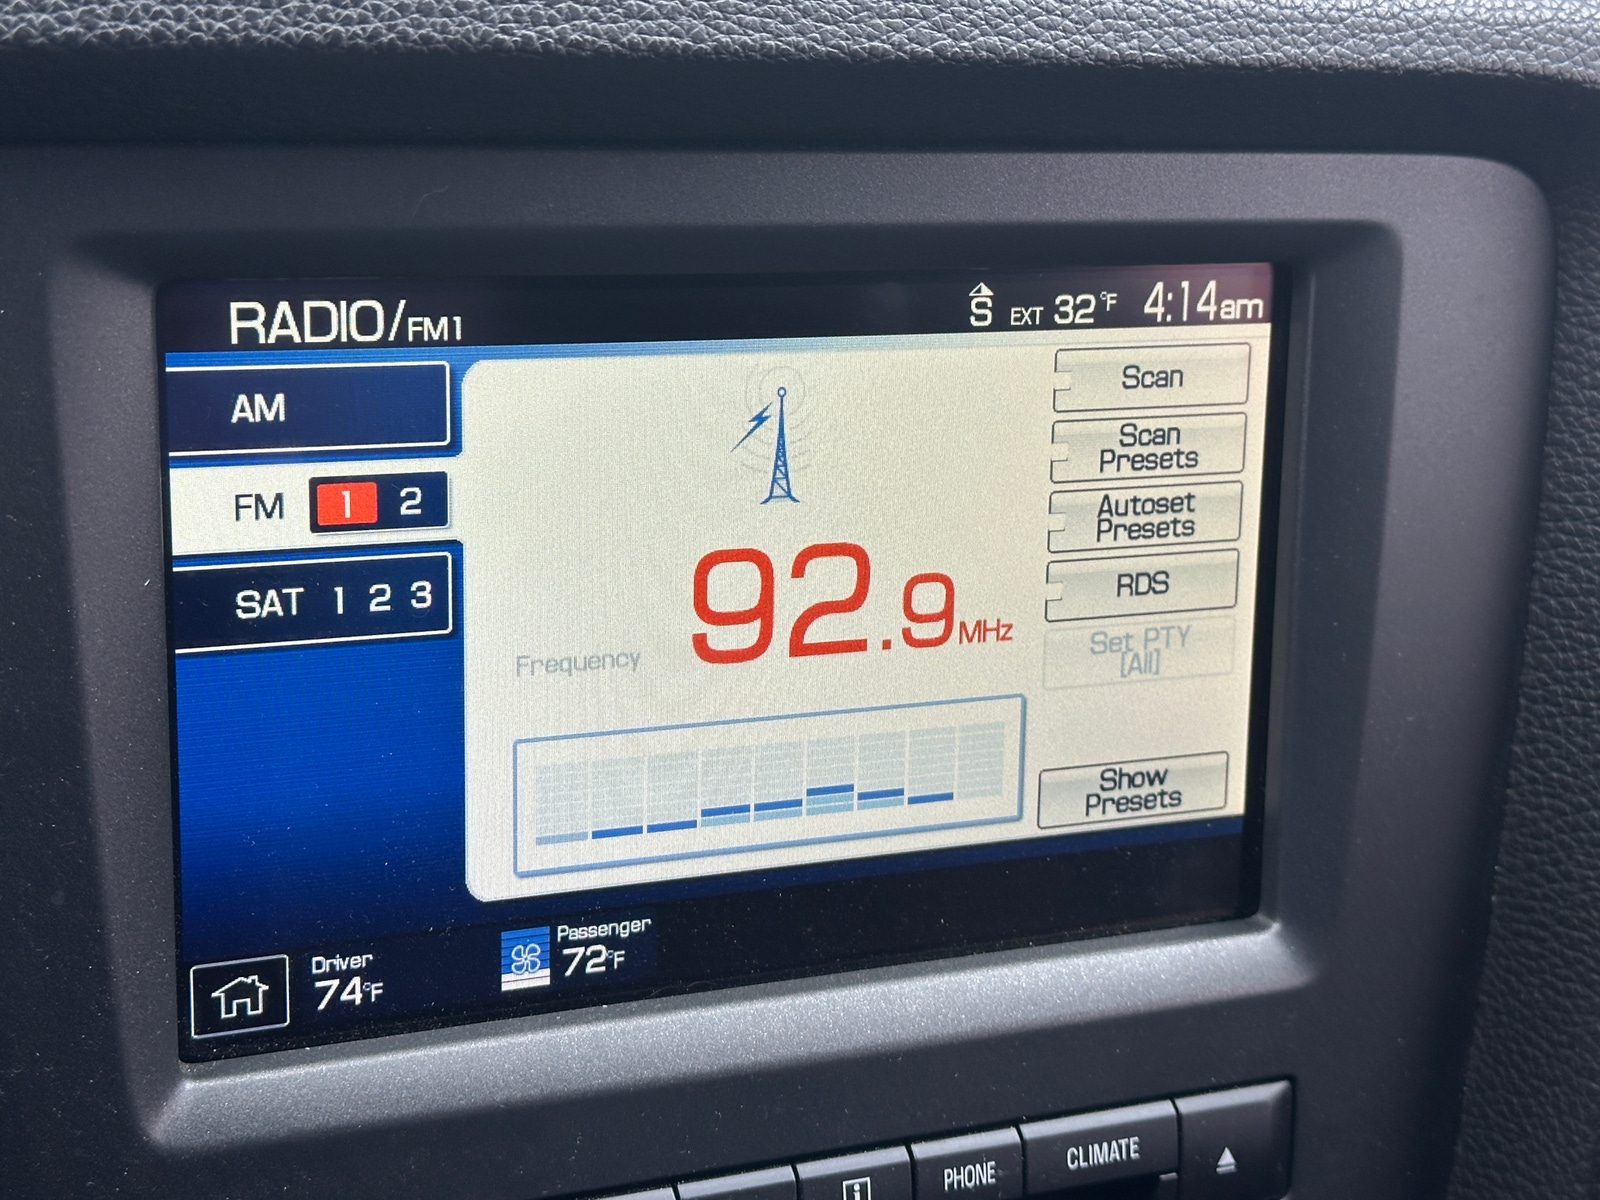 RADIO/FM1
S EXT 32°F 4:14am
AM
FM 1 2
SAT 1 2 3
92.9MHz
Frequency
Scan
Scan
Presets
Autoset
Presets
RDS
Set PTY
[All]
Show
Presets
Driver
74°F
Passenger
72°F
i
PHONE
CLIMATE